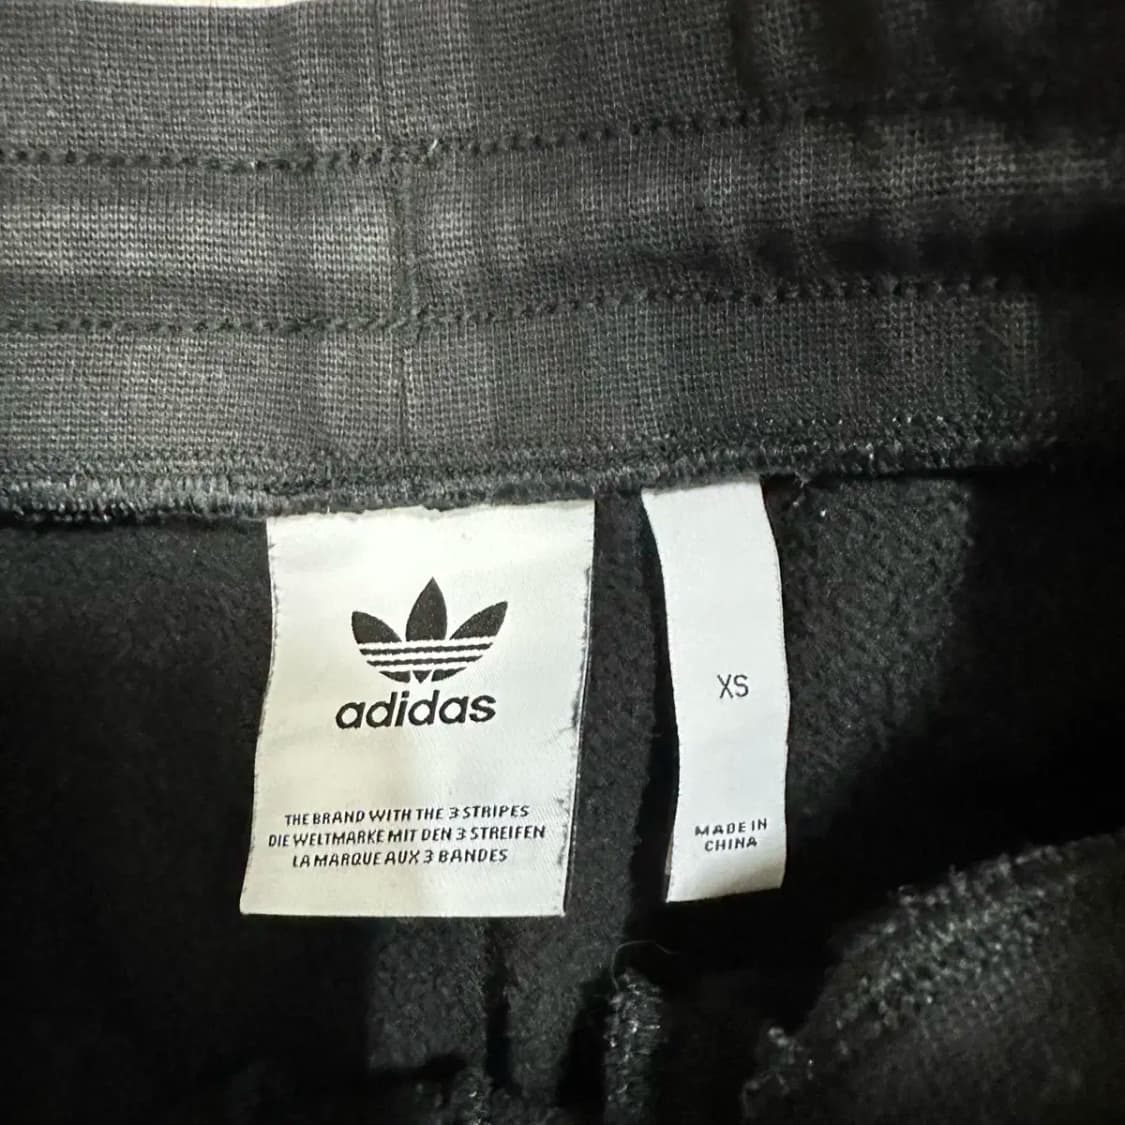 adidas
THE BRAND WITH THE 3 STRIPES
DIE WELTMARKE MIT DEN 3 STREIFEN
LA MARQUE AUX 3 BANDES
XS
MADE IN
CHINA